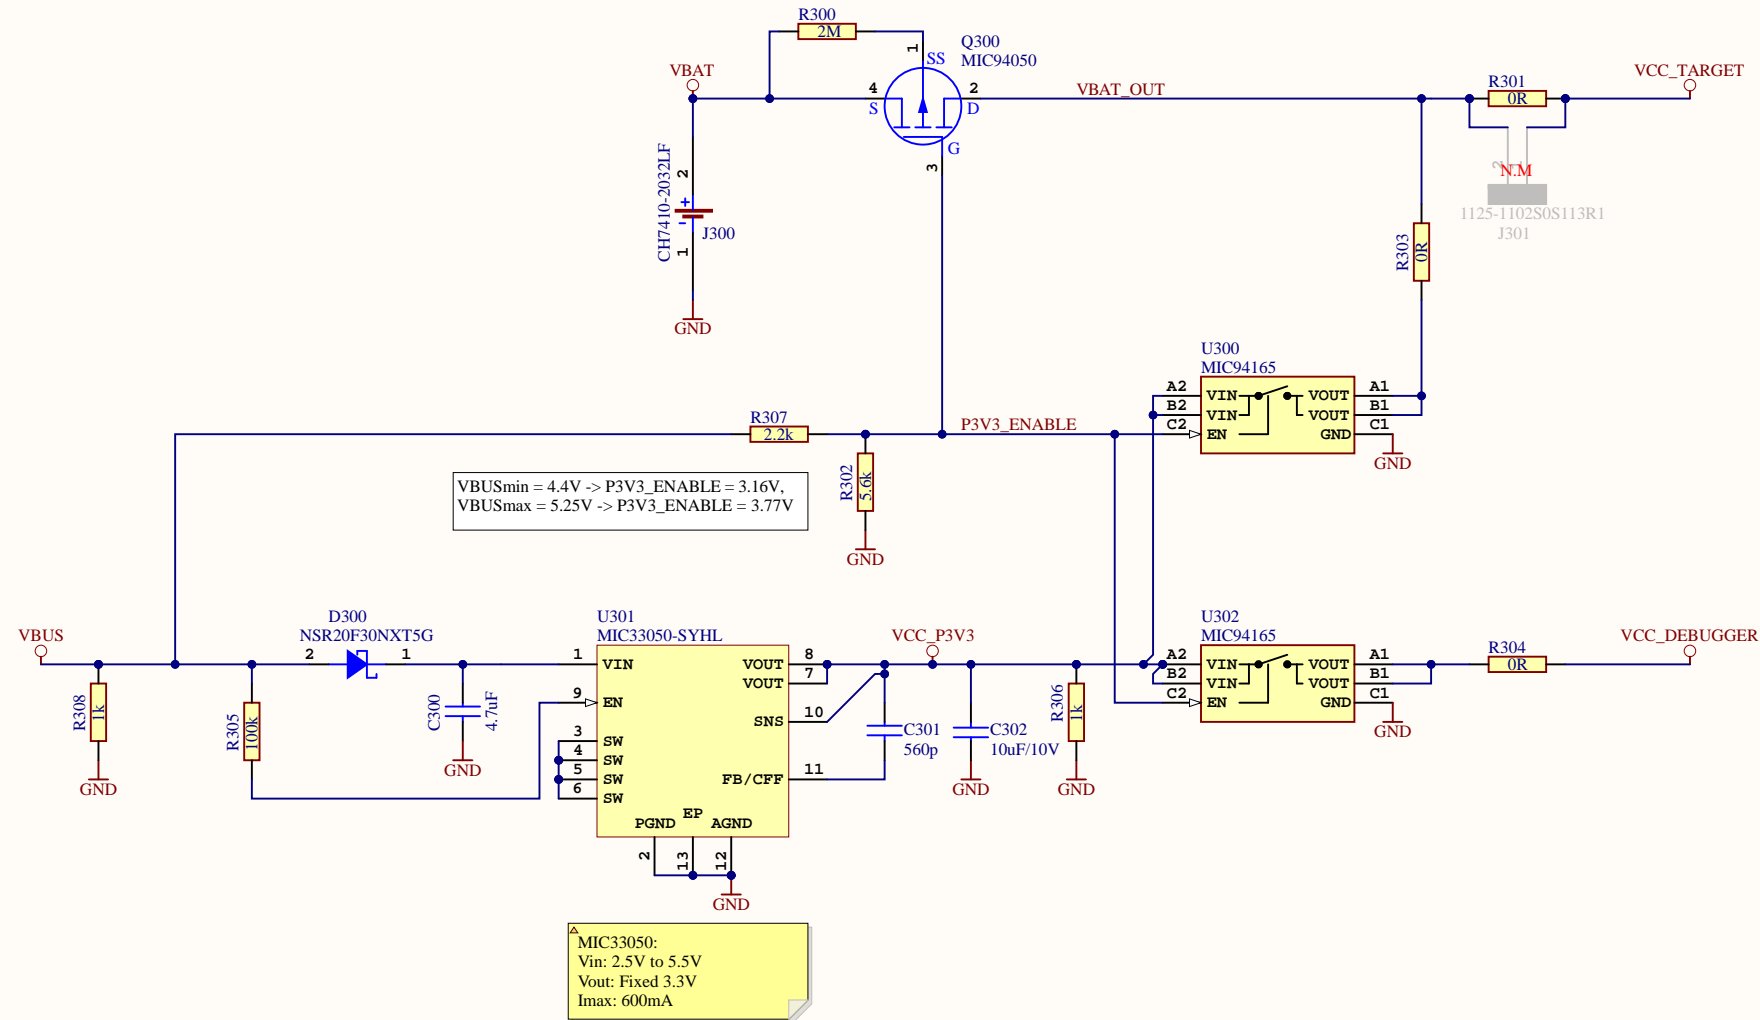 R300
2M
1
SS
Q300
MIC94050
VBAT
4
S
2
D
VBAT_OUT
G
3
R301
0R
VCC_TARGET
N.M
2
1
1125-1102S0S113R1
J301
CH7410-2032LF
2
+
-
J300
1
GND
R303
0R
U300
MIC94165
A2
VIN
VOUT
A1
B2
VIN
VOUT
B1
C2
EN
GND
C1
GND
R307
2.2k
P3V3_ENABLE
R302
5.6k
GND
VBUSmin = 4.4V -> P3V3_ENABLE = 3.16V,
VBUSmax = 5.25V -> P3V3_ENABLE = 3.77V
VBUS
D300
NSR20F30NXT5G
2
1
R308
1k
GND
R305
100k
C300
4.7uF
GND
U301
MIC33050-SYHL
1
VIN
9
EN
3
SW
4
SW
5
SW
6
SW
VOUT
8
VOUT
7
SNS
10
FB/CFF
11
PGND
EP
AGND
2
13
12
GND
VCC_P3V3
C301
560p
C302
10uF/10V
GND
R306
1k
GND
U302
MIC94165
A2
VIN
VOUT
A1
B2
VIN
VOUT
B1
C2
EN
GND
C1
GND
R304
0R
VCC_DEBUGGER
MIC33050:
Vin: 2.5V to 5.5V
Vout: Fixed 3.3V
Imax: 600mA